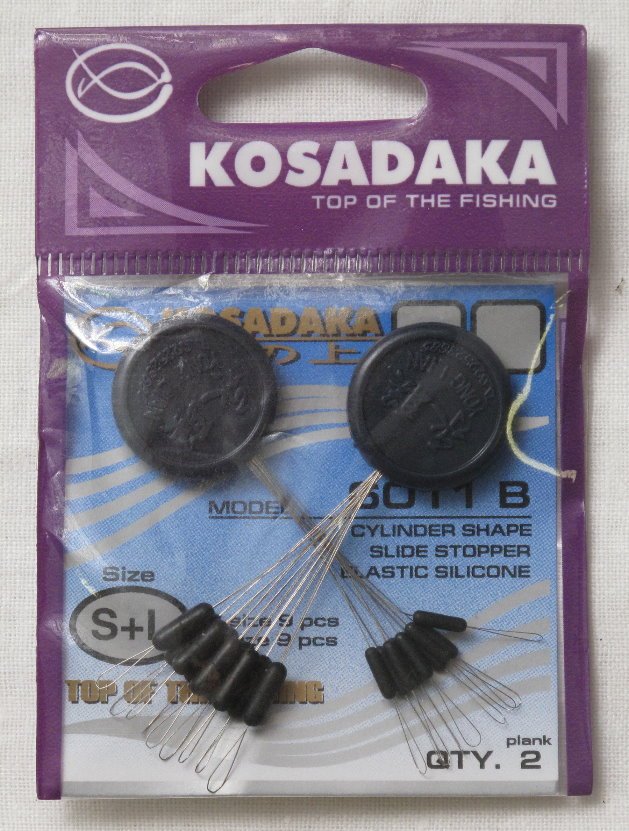 KOSADAKA
TOP OF THE FISHING
KOSADAKA
MODEL SOT1 B
CYLINDER SHAPE
SLIDE STOPPER
ELASTIC SILICONE
Size
size 9 pcs
size 9 pcs
TOP OF THE FISHING
plank
QTY. 2